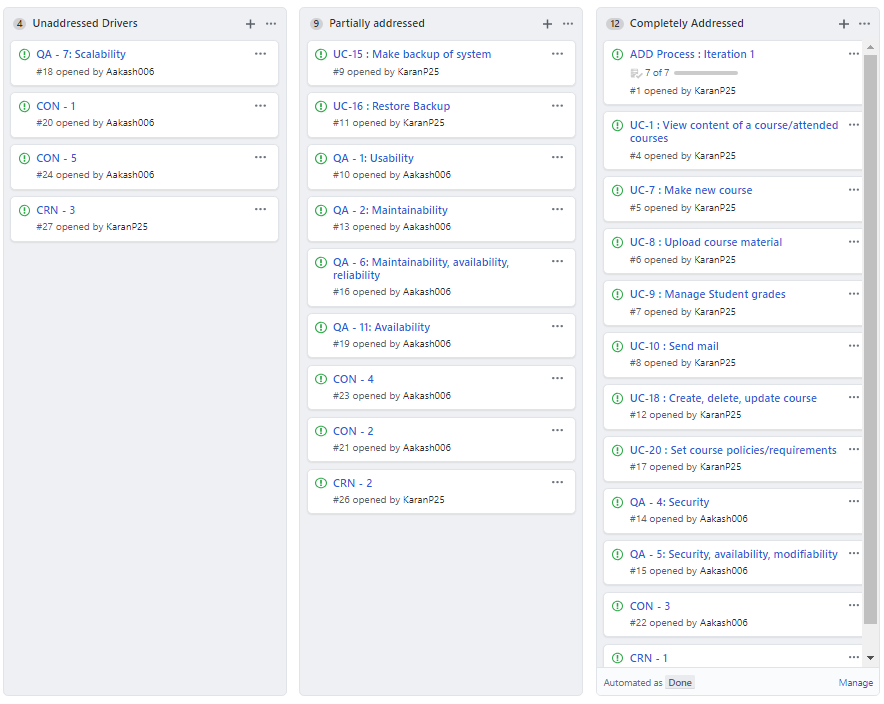 4 Unaddressed Drivers
QA - 7: Scalability
#18 opened by Aakash006
CON - 1
#20 opened by Aakash006
CON - 5
#24 opened by Aakash006
CRN - 3
#27 opened by KaranP25
9 Partially addressed
UC-15 : Make backup of system
#9 opened by KaranP25
UC-16 : Restore Backup
#11 opened by KaranP25
QA - 1: Usability
#10 opened by Aakash006
QA - 2: Maintainability
#13 opened by Aakash006
QA - 6: Maintainability, availability,
reliability
#16 opened by Aakash006
QA - 11: Availability
#19 opened by Aakash006
CON - 4
#23 opened by Aakash006
CON - 2
#21 opened by Aakash006
CRN - 2
#26 opened by KaranP25
12 Completely Addressed
ADD Process : Iteration 1
7 of 7
#1 opened by KaranP25
UC-1 : View content of a course/attended
courses
#4 opened by KaranP25
UC-7 : Make new course
#5 opened by KaranP25
UC-8 : Upload course material
#6 opened by KaranP25
UC-9 : Manage Student grades
#7 opened by KaranP25
UC-10 : Send mail
#8 opened by KaranP25
UC-18 : Create, delete, update course
#12 opened by KaranP25
UC-20 : Set course policies/requirements
#17 opened by KaranP25
QA - 4: Security
#14 opened by Aakash006
QA - 5: Security, availability, modifiability
#15 opened by Aakash006
CON - 3
#22 opened by Aakash006
CRN - 1
Automated as Done Manage